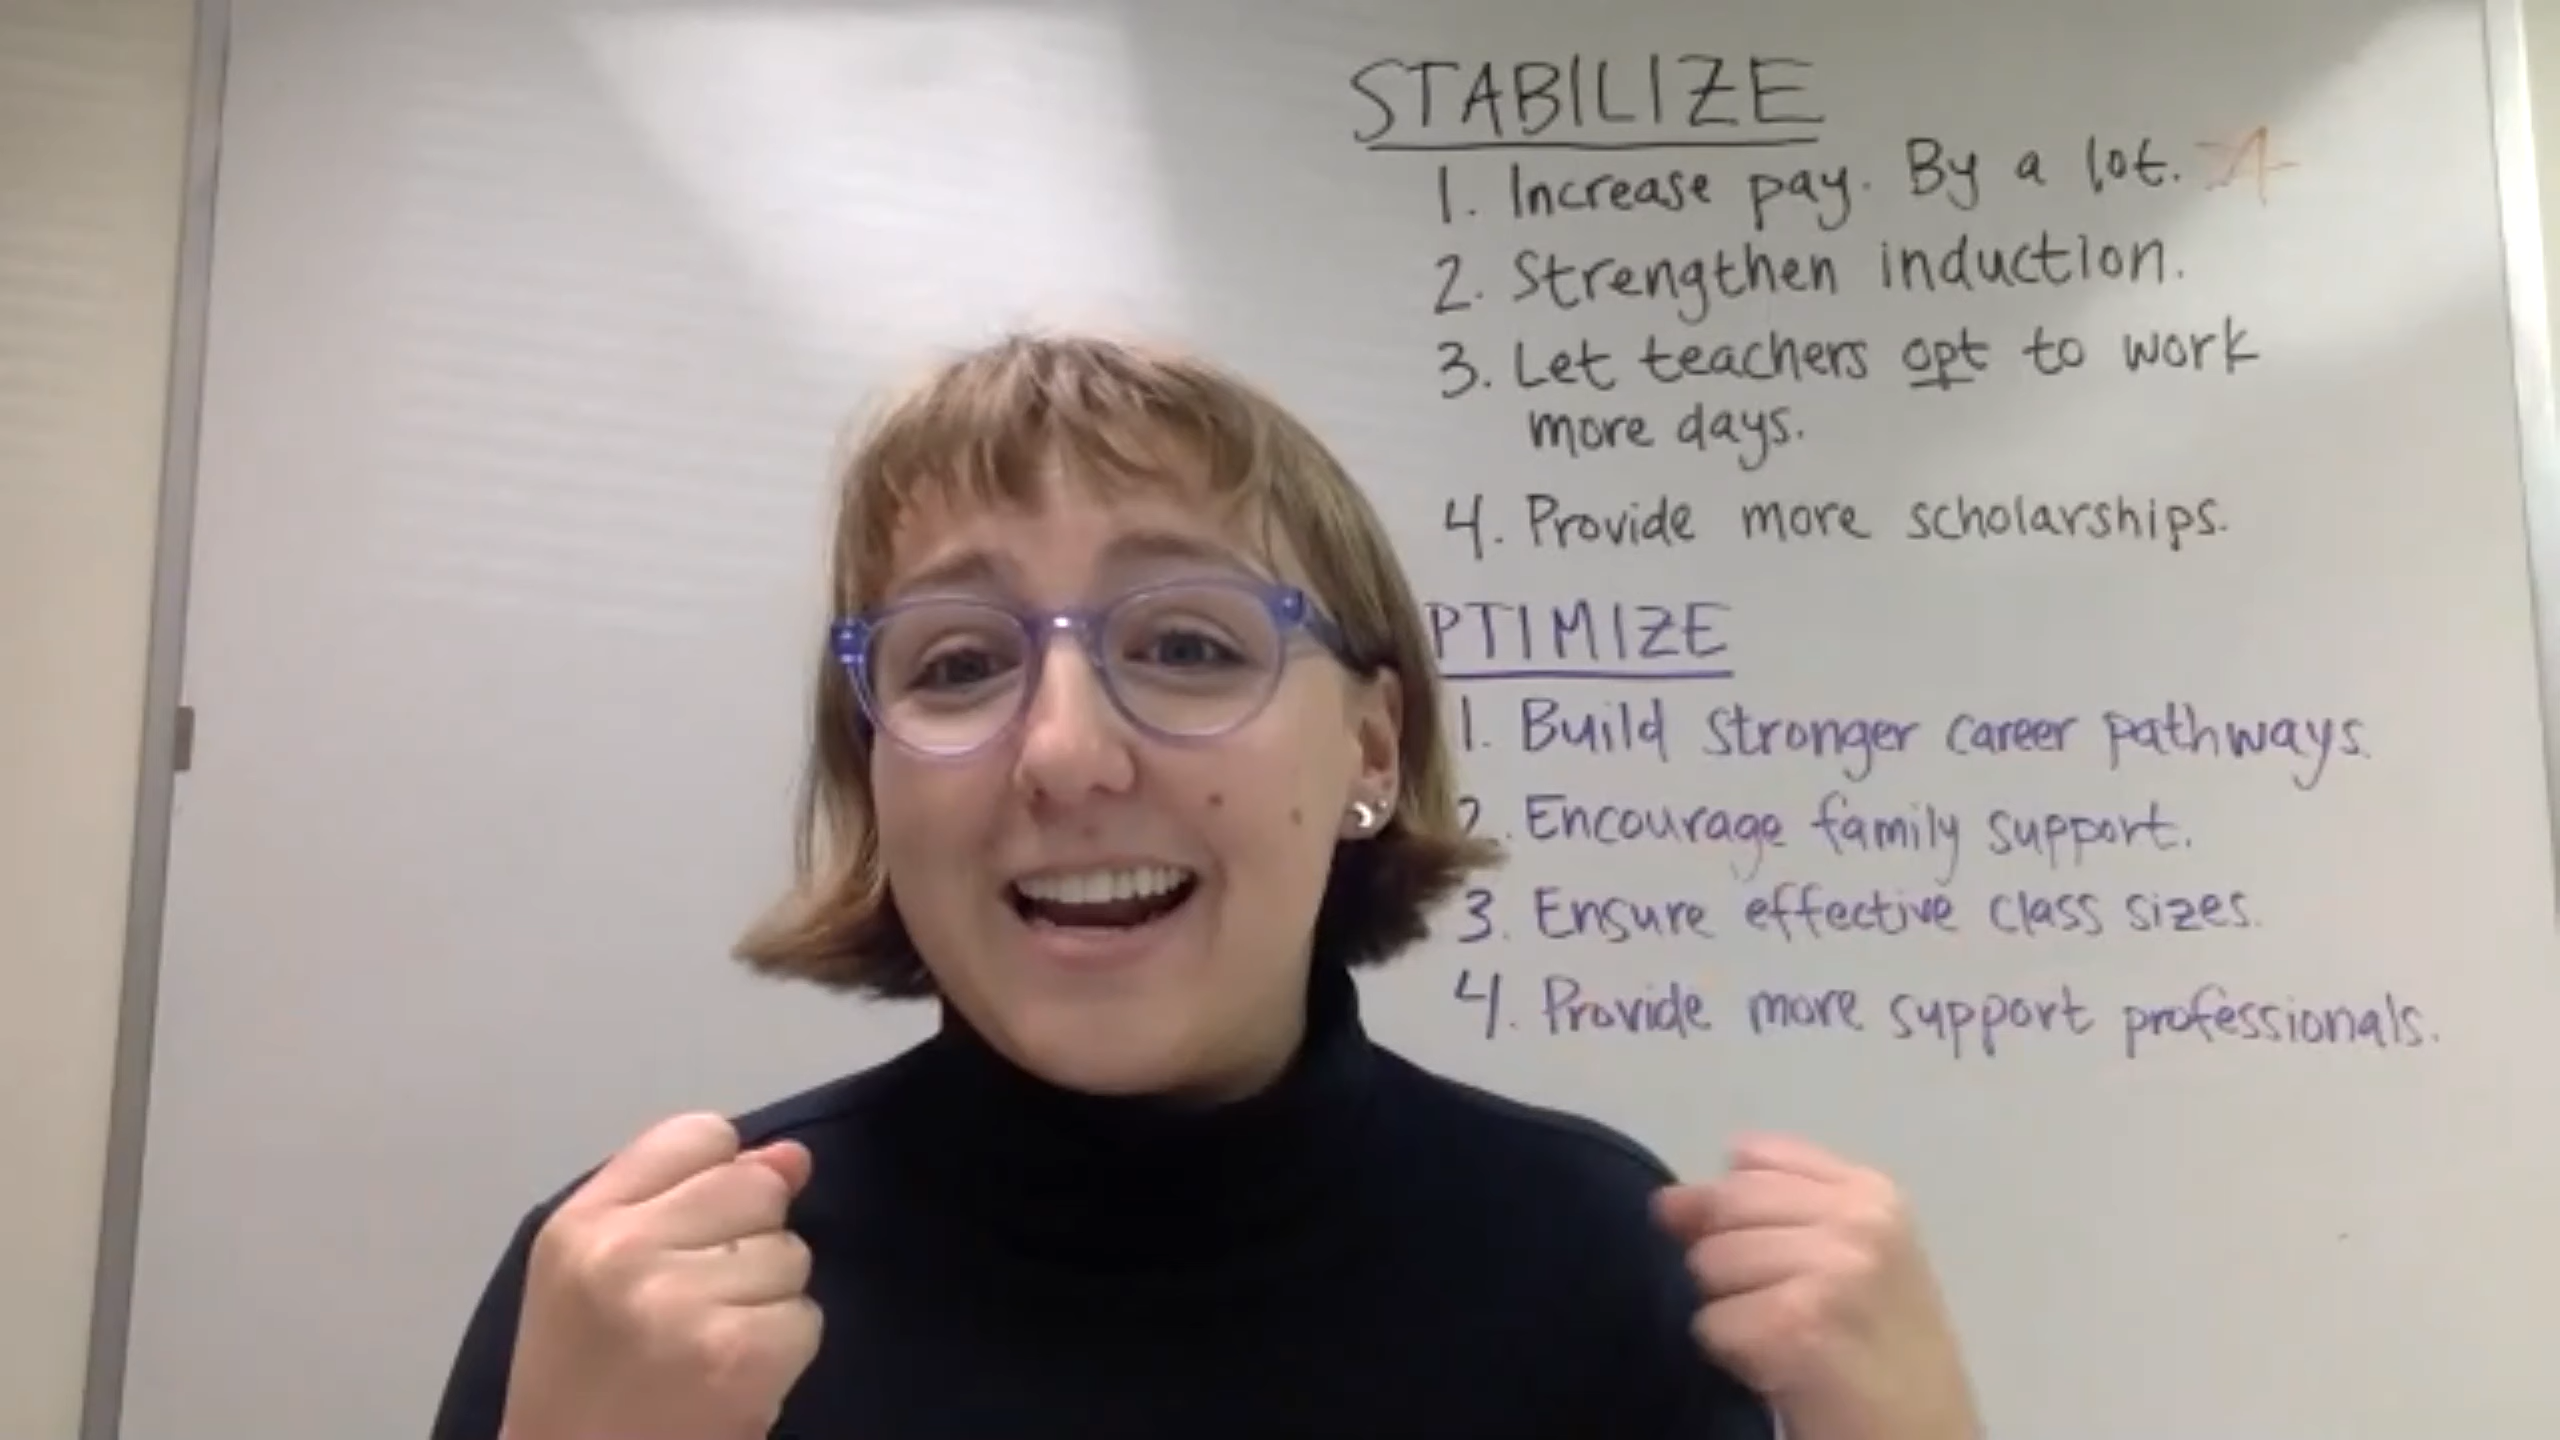 STABILIZE
1. Increase pay. By a lot.
2. Strengthen induction.
3. Let teachers opt to work
more days.
4. Provide more scholarships.
PTIMIZE
1. Build stronger career pathways.
2. Encourage family support.
3. Ensure effective class sizes.
4. Provide more support professionals.